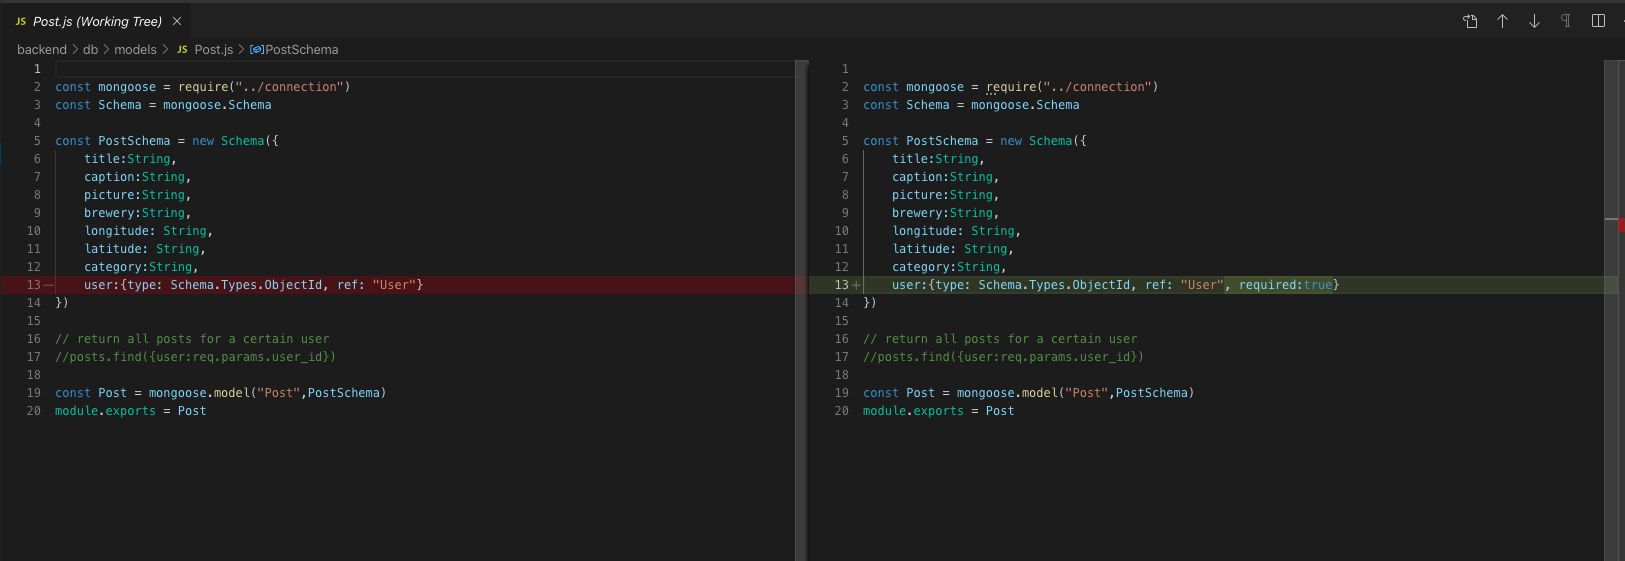 JS Post.js (Working Tree) ×
backend > db > models > JS Post.js > PostSchema
1
2 const mongoose = require("../connection")
3 const Schema = mongoose.Schema
4
5 const PostSchema = new Schema({
6 title:String,
7 caption:String,
8 picture:String,
9 brewery:String,
10 longitude: String,
11 latitude: String,
12 category:String,
13— user:{type: Schema.Types.ObjectId, ref: "User"}
14 })
15
16 // return all posts for a certain user
17 //posts.find({user:req.params.user_id})
18
19 const Post = mongoose.model("Post",PostSchema)
20 module.exports = Post
1
2 const mongoose = require("../connection")
3 const Schema = mongoose.Schema
4
5 const PostSchema = new Schema({
6 title:String,
7 caption:String,
8 picture:String,
9 brewery:String,
10 longitude: String,
11 latitude: String,
12 category:String,
13+ user:{type: Schema.Types.ObjectId, ref: "User", required:true}
14 })
15
16 // return all posts for a certain user
17 //posts.find({user:req.params.user_id})
18
19 const Post = mongoose.model("Post",PostSchema)
20 module.exports = Post